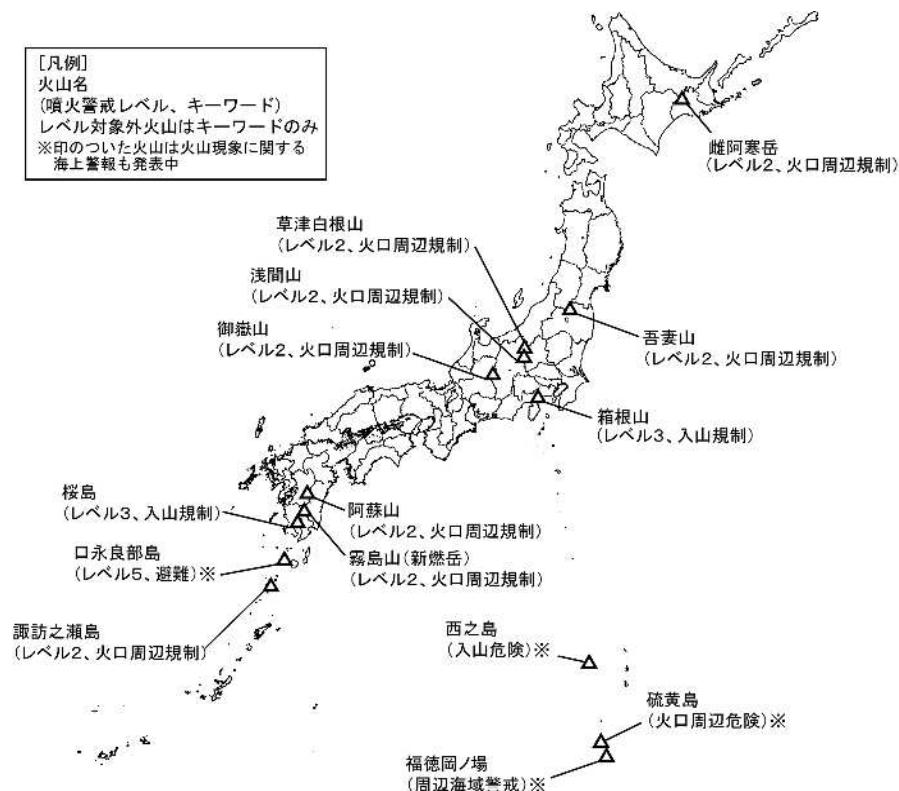 [凡例]
火山名
(噴火警戒レベル、キーワード)
レベル対象外火山はキーワードのみ
※印のついた火山は火山現象に関する
海上警報も発表中
雌阿寒岳
(レベル2、火口周辺規制)
草津白根山
(レベル2、火口周辺規制)
浅間山
(レベル2、火口周辺規制)
御嶽山
(レベル2、火口周辺規制)
吾妻山
(レベル2、火口周辺規制)
箱根山
(レベル3、入山規制)
桜島
(レベル3、入山規制)
阿蘇山
(レベル2、火口周辺規制)
口永良部島
(レベル5、避難)※
霧島山(新燃岳)
(レベル2、火口周辺規制)
諏訪之瀬島
(レベル2、火口周辺規制)
西之島
(入山危険)※
硫黄島
(火口周辺危険)※
福徳岡ノ場
(周辺海域警戒)※